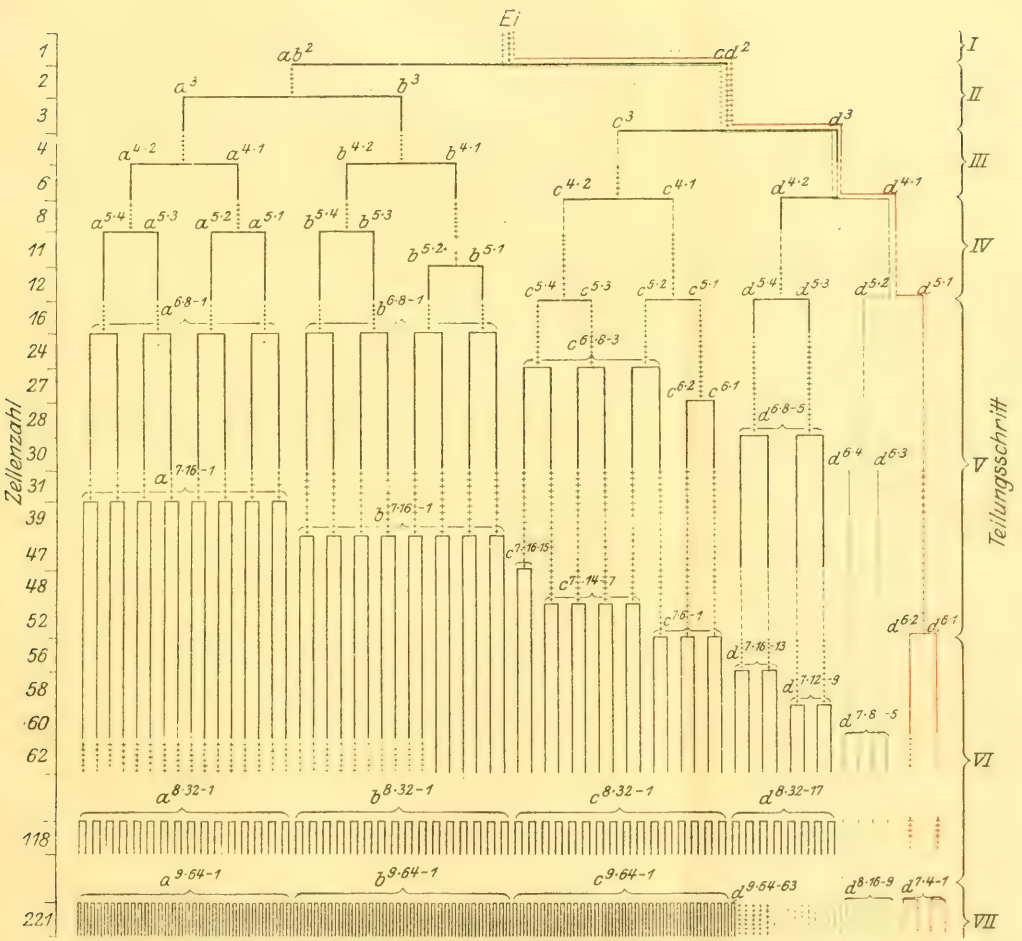 Ei
1
ab² cd² I
2
a³ b³ II
3
c³ d³
4
a⁴·² a⁴·¹ b⁴·² b⁴·¹ III
6
c⁴·² c⁴·¹ d⁴·² d⁴·¹
8
a⁵·⁴ a⁵·³ a⁵·² a⁵·¹ b⁵·⁴ b⁵·³
11
b⁵·² b⁵·¹ IV
12
c⁵·⁴ c⁵·³ c⁵·² c⁵·¹ d⁵·⁴ d⁵·³ d⁵·² d⁵·¹
16
a⁶·⁸⁻¹ b⁶·⁸⁻¹
24
c⁶·⁸⁻³
27
c⁶·² c⁶·¹
28
d⁶·⁸⁻⁵
30
d⁶·⁴ d⁶·³ V
31
a⁷·¹⁶·⁻¹
39
b⁷·¹⁶·⁻¹
47
c⁷·¹⁶·¹⁵
48
c⁷·¹⁴⁻⁷
52
c⁷·⁶·⁻¹ d⁶·² d⁶·¹
56
d⁷·¹⁶·⁻¹³
58
d⁷·¹²·⁻⁹
60
d⁷·⁸·⁻⁵
62
VI
a⁸·³²⁻¹ b⁸·³²⁻¹ c⁸·³²⁻¹ d⁸·³²⁻¹⁷
118
a⁹·⁶⁴⁻¹ b⁹·⁶⁴⁻¹ c⁹·⁶⁴⁻¹ d⁹·⁶⁴⁻⁶³ d⁸·¹⁶⁻⁹ d⁷·⁴⁻¹
221 VII
Zellenzahl
Teilungsschritt